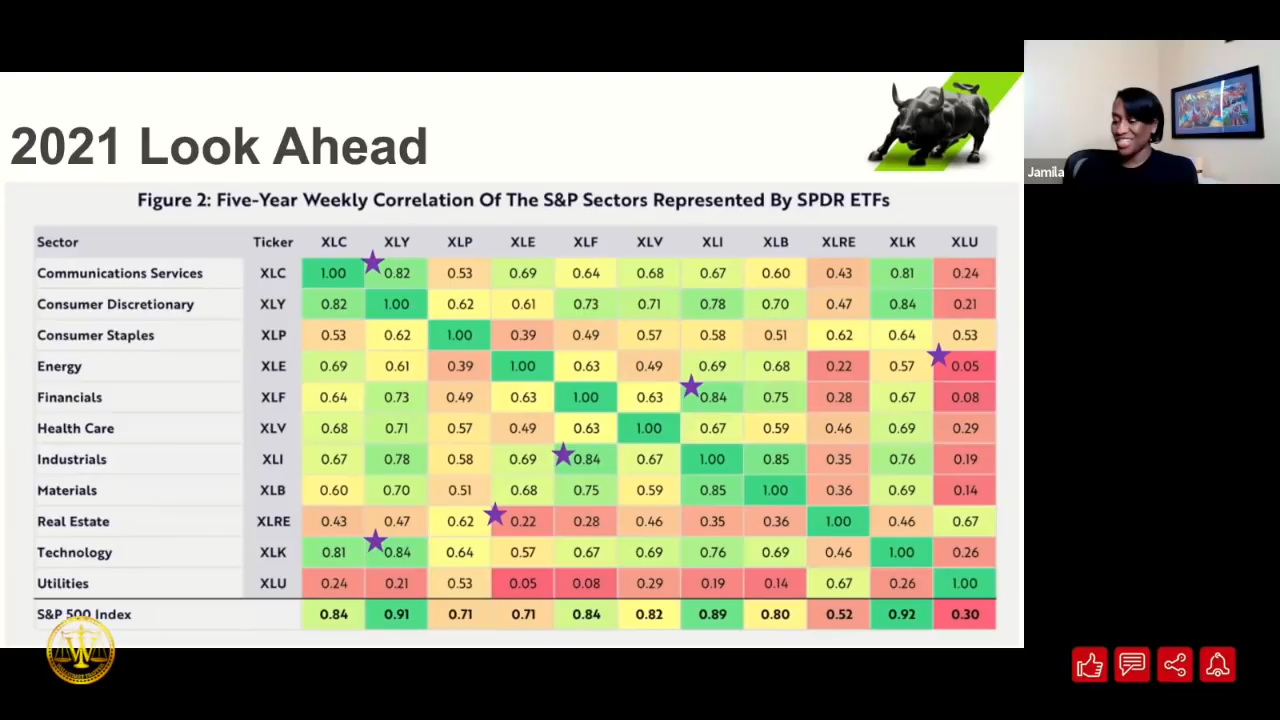 2021 Look Ahead
Jamila
Figure 2: Five-Year Weekly Correlation Of The S&P Sectors Represented By SPDR ETFs
Sector Ticker XLC XLY XLP XLE XLF XLV XLI XLB XLRE XLK XLU
Communications Services XLC 1.00 0.82 0.53 0.69 0.64 0.68 0.67 0.60 0.43 0.81 0.24
Consumer Discretionary XLY 0.82 1.00 0.62 0.61 0.73 0.71 0.78 0.70 0.47 0.84 0.21
Consumer Staples XLP 0.53 0.62 1.00 0.39 0.49 0.57 0.58 0.51 0.62 0.64 0.53
Energy XLE 0.69 0.61 0.39 1.00 0.63 0.49 0.69 0.68 0.22 0.57 0.05
Financials XLF 0.64 0.73 0.49 0.63 1.00 0.63 0.84 0.75 0.28 0.67 0.08
Health Care XLV 0.68 0.71 0.57 0.49 0.63 1.00 0.67 0.59 0.46 0.69 0.29
Industrials XLI 0.67 0.78 0.58 0.69 0.84 0.67 1.00 0.85 0.35 0.76 0.19
Materials XLB 0.60 0.70 0.51 0.68 0.75 0.59 0.85 1.00 0.36 0.69 0.14
Real Estate XLRE 0.43 0.47 0.62 0.22 0.28 0.46 0.35 0.36 1.00 0.46 0.67
Technology XLK 0.81 0.84 0.64 0.57 0.67 0.69 0.76 0.69 0.46 1.00 0.26
Utilities XLU 0.24 0.21 0.53 0.05 0.08 0.29 0.19 0.14 0.67 0.26 1.00
S&P 500 Index 0.84 0.91 0.71 0.71 0.84 0.82 0.89 0.80 0.52 0.92 0.30
W